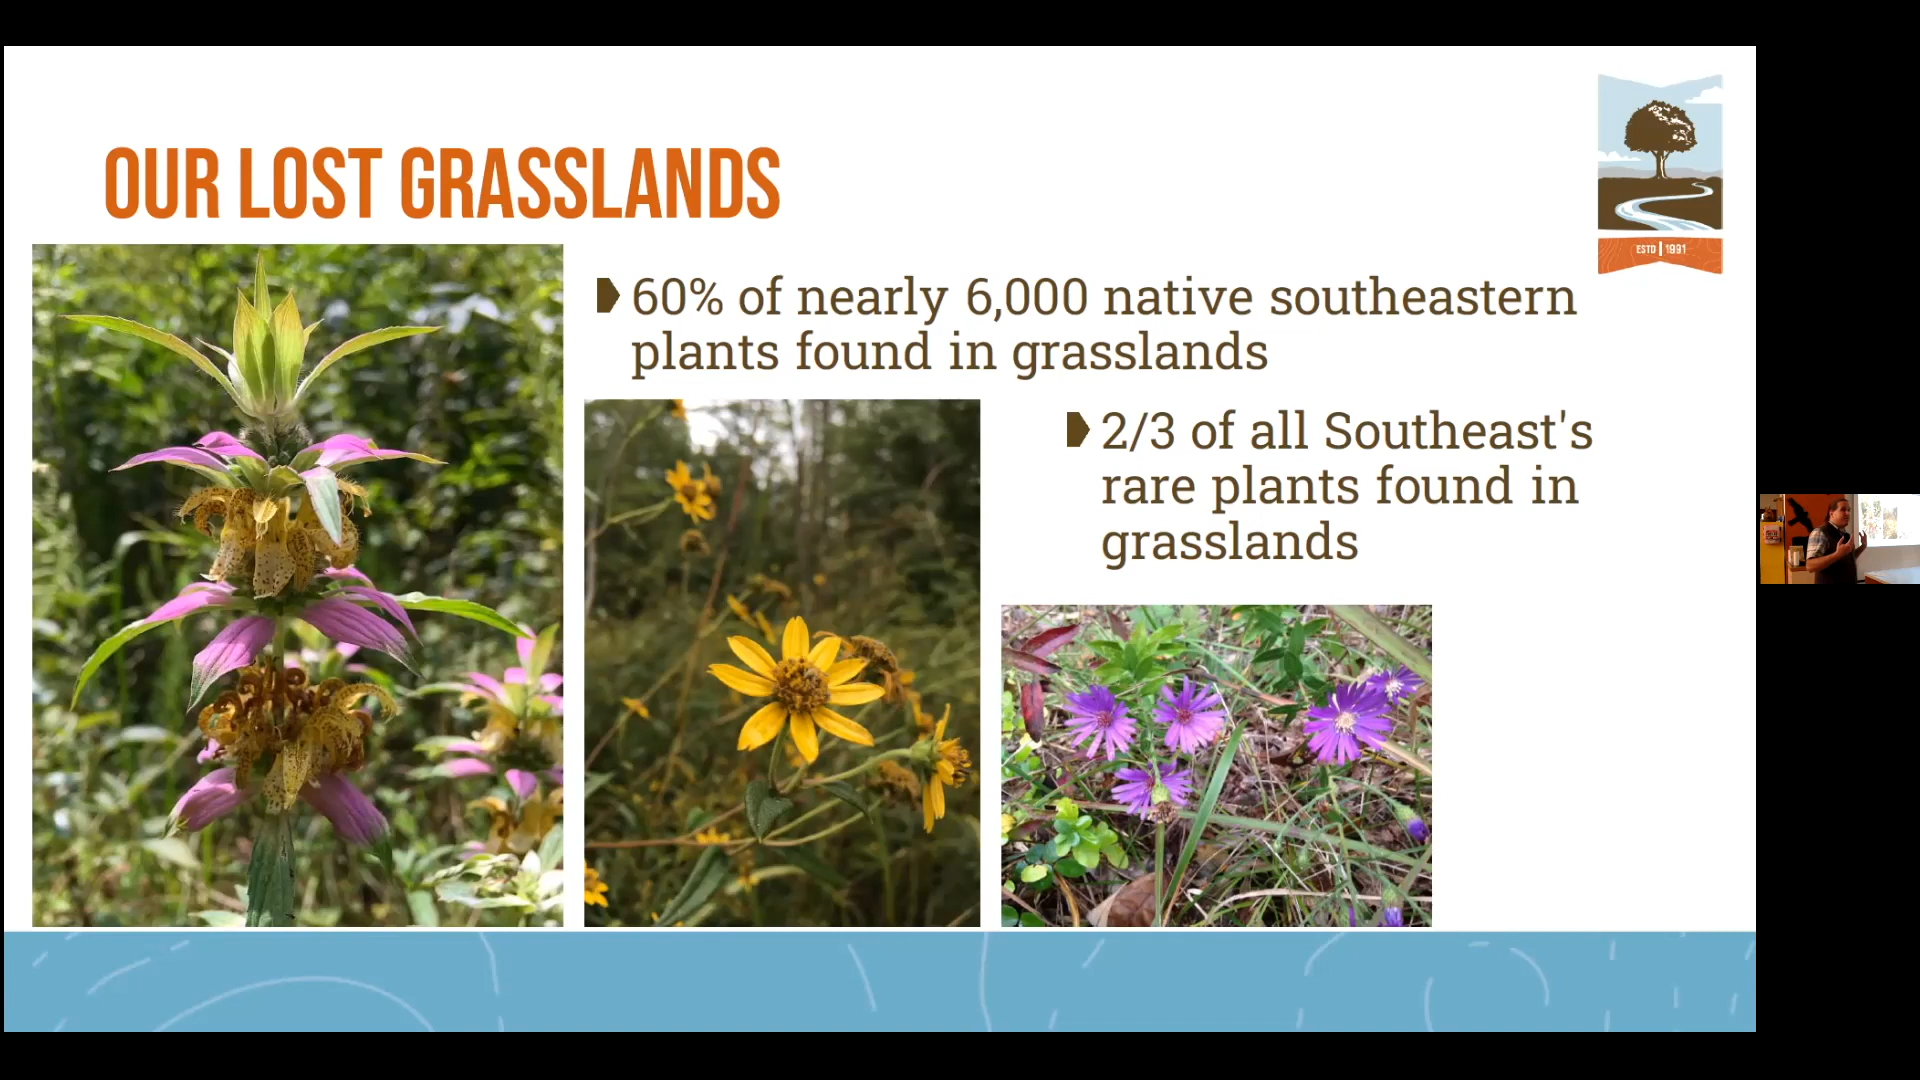 OUR LOST GRASSLANDS
ESTD 1991
60% of nearly 6,000 native southeastern
plants found in grasslands
2/3 of all Southeast's
rare plants found in
grasslands